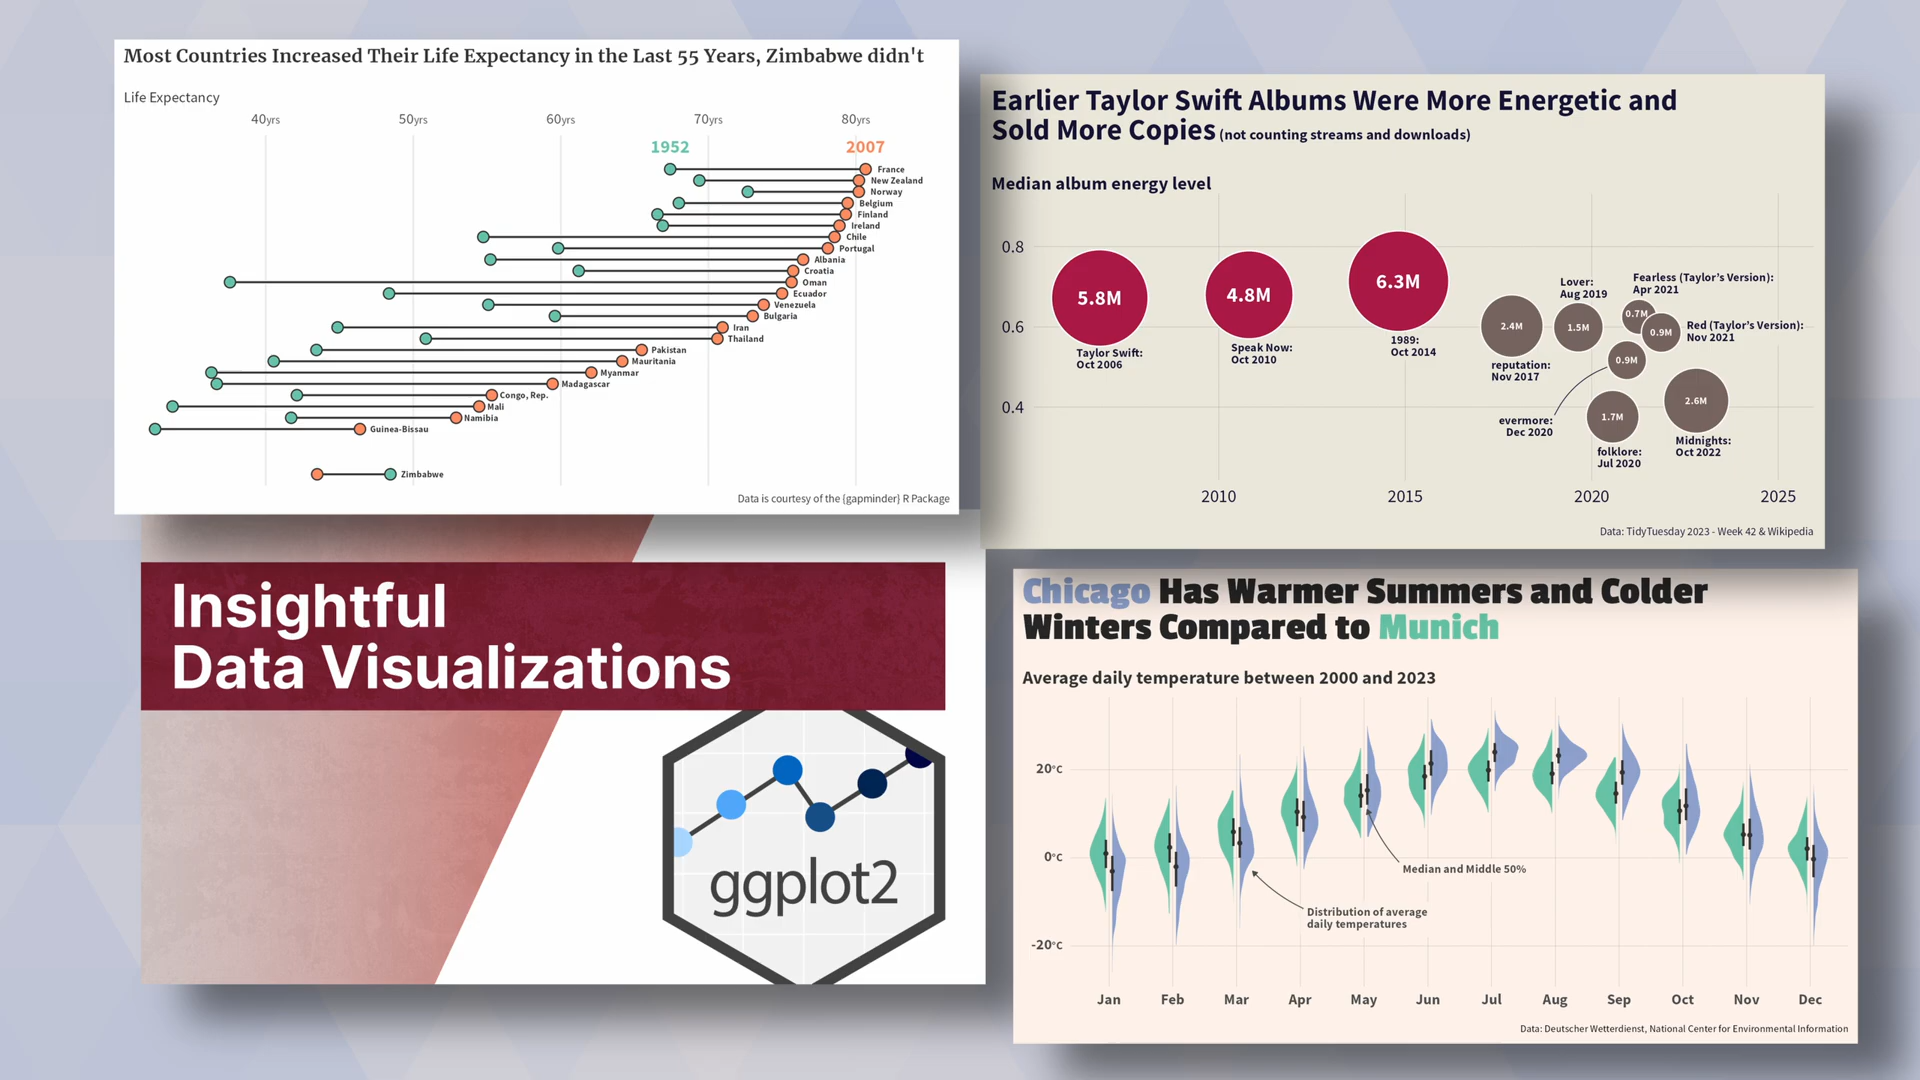 Most Countries Increased Their Life Expectancy in the Last 55 Years, Zimbabwe didn't
Life Expectancy
40yrs 50yrs 60yrs 70yrs 80yrs
1952 2007
France
New Zealand
Norway
Belgium
Finland
Ireland
Chile
Portugal
Albania
Croatia
Oman
Ecuador
Venezuela
Bulgaria
Iran
Thailand
Pakistan
Mauritania
Myanmar
Madagascar
Congo, Rep.
Mali
Namibia
Guinea-Bissau
Zimbabwe
Data is courtesy of the {gapminder} R Package
Earlier Taylor Swift Albums Were More Energetic and
Sold More Copies (not counting streams and downloads)
Median album energy level
0.8
0.6
0.4
5.8M
Taylor Swift:
Oct 2006
4.8M
Speak Now:
Oct 2010
6.3M
1989:
Oct 2014
2.4M
reputation:
Nov 2017
Lover:
Aug 2019
1.5M
Fearless (Taylor's Version):
Apr 2021
0.7M
0.9M
Red (Taylor's Version):
Nov 2021
0.9M
evermore:
Dec 2020
1.7M
folklore:
Jul 2020
2.6M
Midnights:
Oct 2022
2010 2015 2020 2025
Data: TidyTuesday 2023 - Week 42 & Wikipedia
Insightful
Data Visualizations
ggplot2
Chicago Has Warmer Summers and Colder
Winters Compared to Munich
Average daily temperature between 2000 and 2023
20°C
0°C
-20°C
Median and Middle 50%
Distribution of average
daily temperatures
Jan Feb Mar Apr May Jun Jul Aug Sep Oct Nov Dec
Data: Deutscher Wetterdienst, National Center for Environmental Information